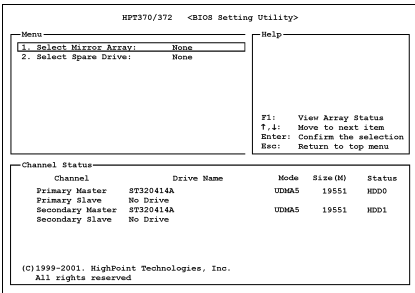 HPT370/372 <BIOS Setting Utility>
Menu
1. Select Mirror Array: None
2. Select Spare Drive: None
Help
F1: View Array Status
↑,↓: Move to next item
Enter: Confirm the selection
Esc: Return to top menu
Channel Status
Channel Drive Name Mode Size(M) Status
Primary Master ST320414A UDMA5 19551 HDD0
Primary Slave No Drive
Secondary Master ST320414A UDMA5 19551 HDD1
Secondary Slave No Drive
(C)1999-2001. HighPoint Technologies, Inc.
All rights reserved